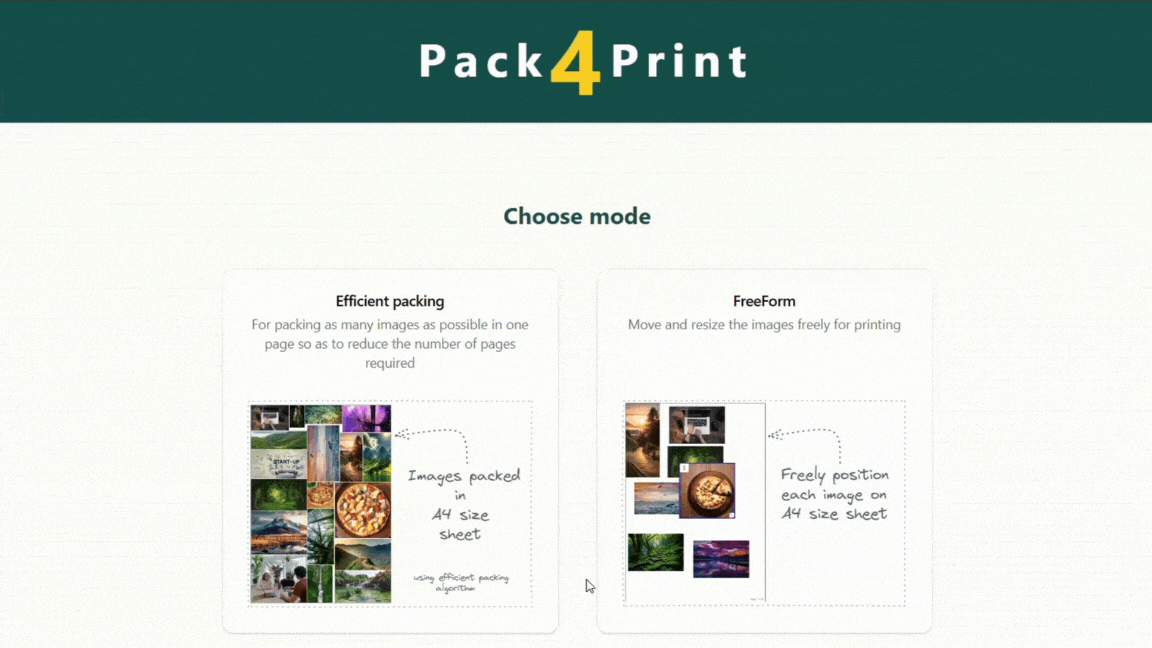 Pack4Print
Choose mode
Efficient packing
For packing as many images as possible in one
page so as to reduce the number of pages
required
START-UP
Images packed
in
A4 size
sheet
using efficient packing
algorithm
FreeForm
Move and resize the images freely for printing
Freely position
each image on
A4 size sheet